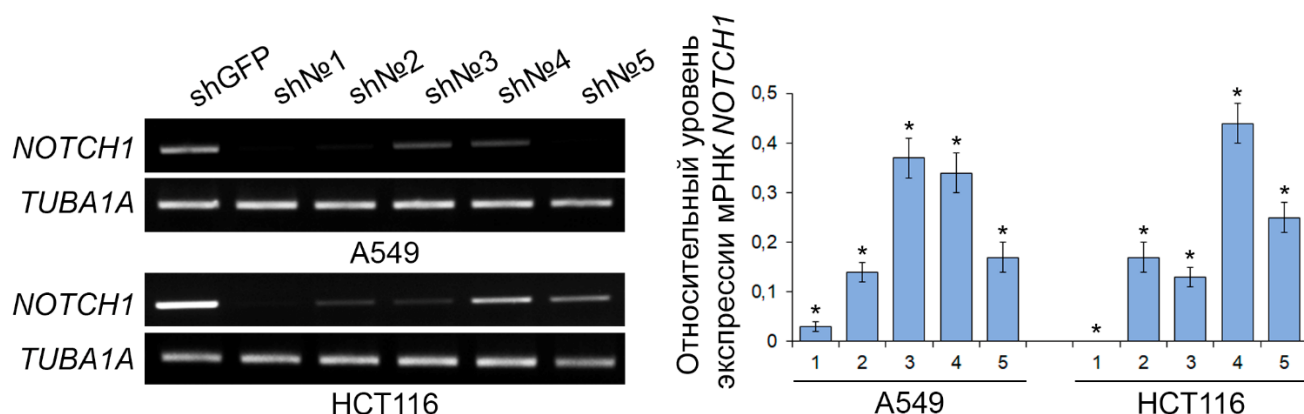 shGFP sh№1 sh№2 sh№3 sh№4 sh№5
NOTCH1
TUBA1A
A549
NOTCH1
TUBA1A
HCT116
Относительный уровень
экспрессии мРНК NOTCH1
0,5
0,4
0,3
0,2
0,1
0
* * * * * * * * * *
1 2 3 4 5 1 2 3 4 5
A549 HCT116